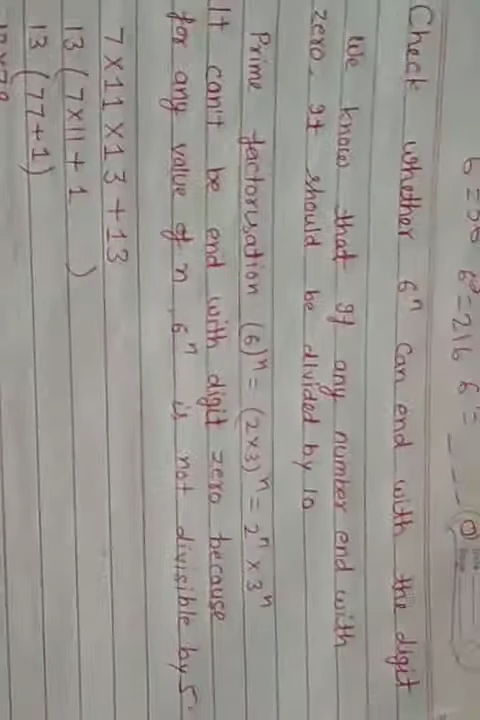 6 = 36 6³ = 216 6 = _ _ _ 0
Check whether 6ⁿ can end with the digit
We know that If any number end with
zero. It should be divided by 10
Prime factorisation (6)ⁿ = (2×3)ⁿ = 2ⁿ × 3ⁿ
It can't be end with digit zero because
for any value of n, 6ⁿ is not divisible by 5
7×11×13+13
13 (7×11+1)
13 (77+1)